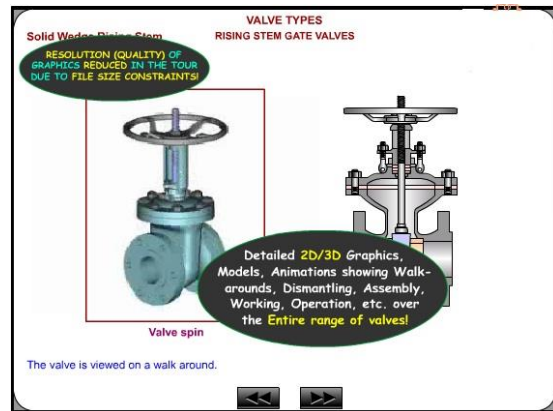 VALVE TYPES
Solid Wedge Rising Stem
RISING STEM GATE VALVES
RESOLUTION (QUALITY) OF
GRAPHICS REDUCED IN THE TOUR
DUE TO FILE SIZE CONSTRAINTS!
Detailed 2D/3D Graphics,
Models, Animations showing Walk-
arounds, Dismantling, Assembly,
Working, Operation, etc. over
the Entire range of valves!
Valve spin
The valve is viewed on a walk around.